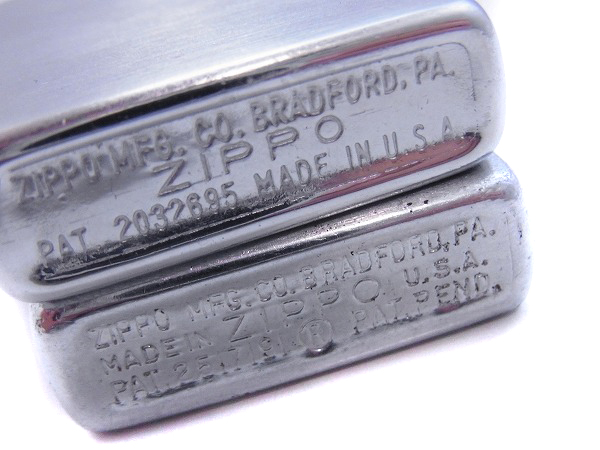 ZIPPO MFG. CO. BRADFORD, PA.
ZIPPO
PAT. 2032695 MADE IN U.S.A.
ZIPPO MFG. CO. BRADFORD, PA.
MADE IN ZIPPO U.S.A.
PAT. 2517191 ® PAT. PEND.